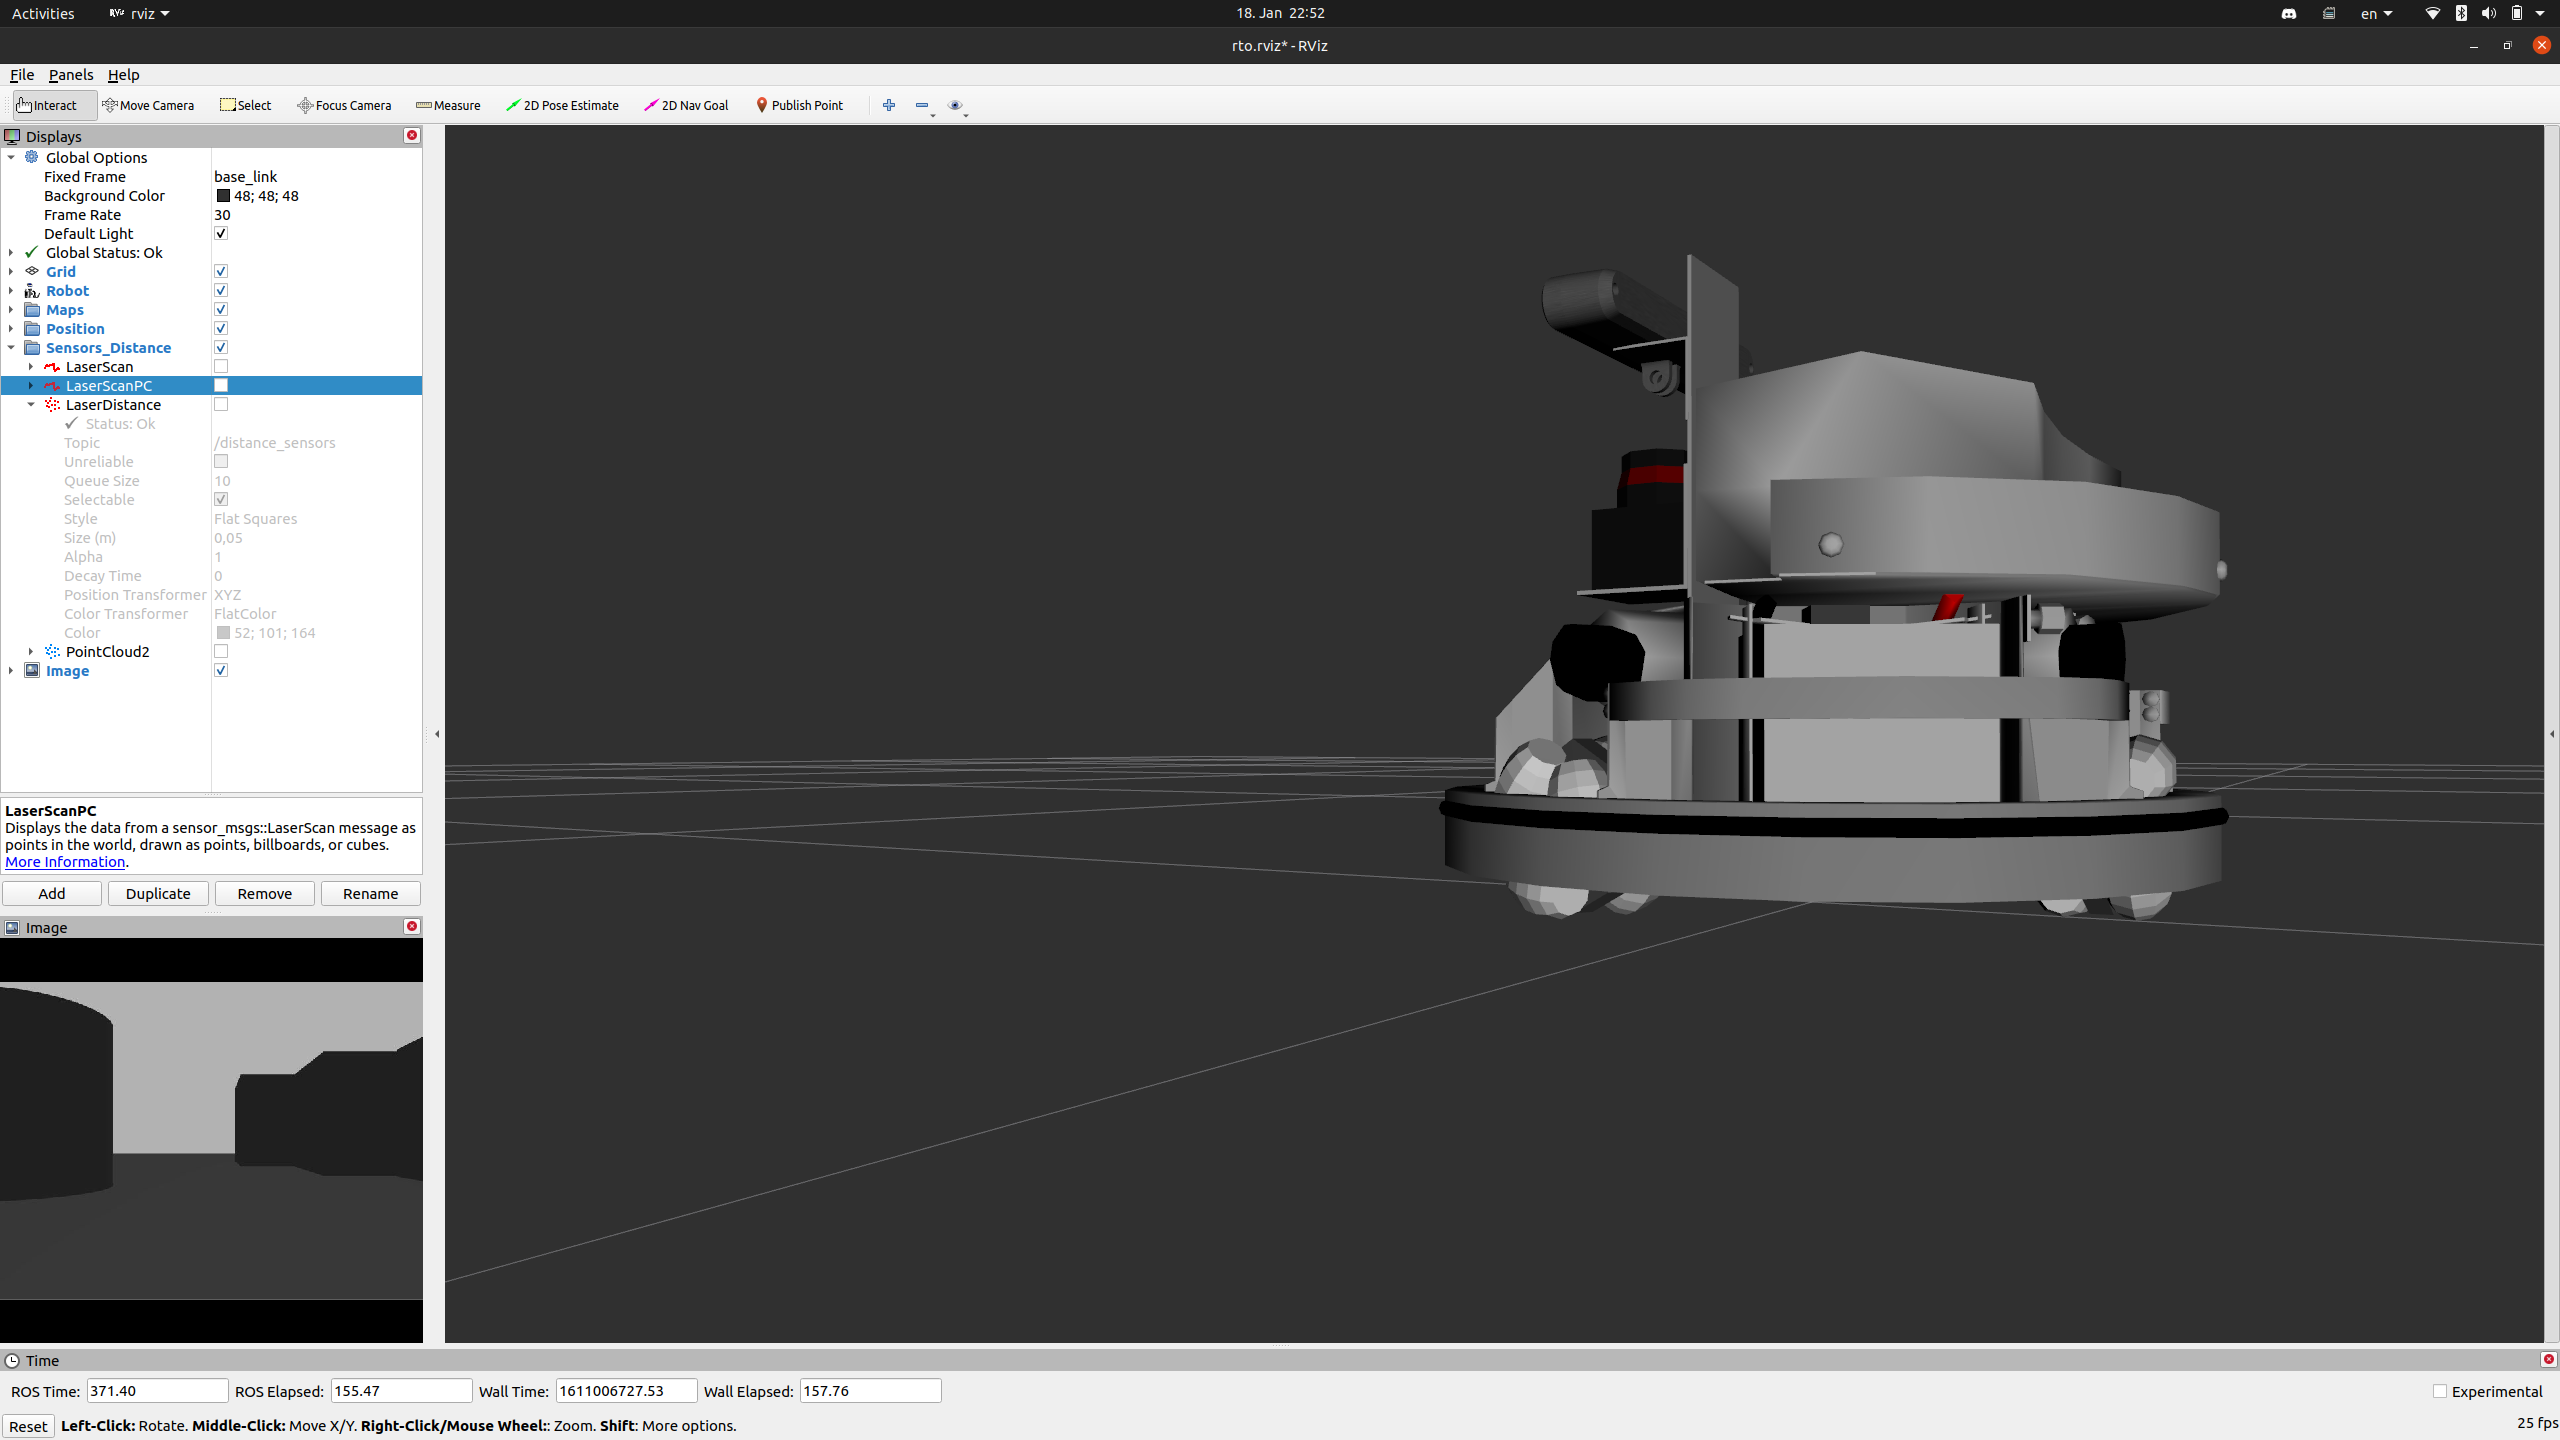 Activities rviz 18. Jan 22:52 en
rto.rviz* - RViz
File Panels Help
Interact Move Camera Select Focus Camera Measure 2D Pose Estimate 2D Nav Goal Publish Point
Displays
Global Options
Fixed Frame base_link
Background Color 48; 48; 48
Frame Rate 30
Default Light
Global Status: Ok
Grid
Robot
Maps
Position
Sensors_Distance
LaserScan
LaserScanPC
LaserDistance
Status: Ok
Topic /distance_sensors
Unreliable
Queue Size 10
Selectable
Style Flat Squares
Size (m) 0,05
Alpha 1
Decay Time 0
Position Transformer XYZ
Color Transformer FlatColor
Color 52; 101; 164
PointCloud2
Image
LaserScanPC
Displays the data from a sensor_msgs::LaserScan message as
points in the world, drawn as points, billboards, or cubes.
More Information.
Add Duplicate Remove Rename
Image
Time
ROS Time: 371.40 ROS Elapsed: 155.47 Wall Time: 1611006727.53 Wall Elapsed: 157.76 Experimental
Reset Left-Click: Rotate. Middle-Click: Move X/Y. Right-Click/Mouse Wheel:: Zoom. Shift: More options. 25 fps